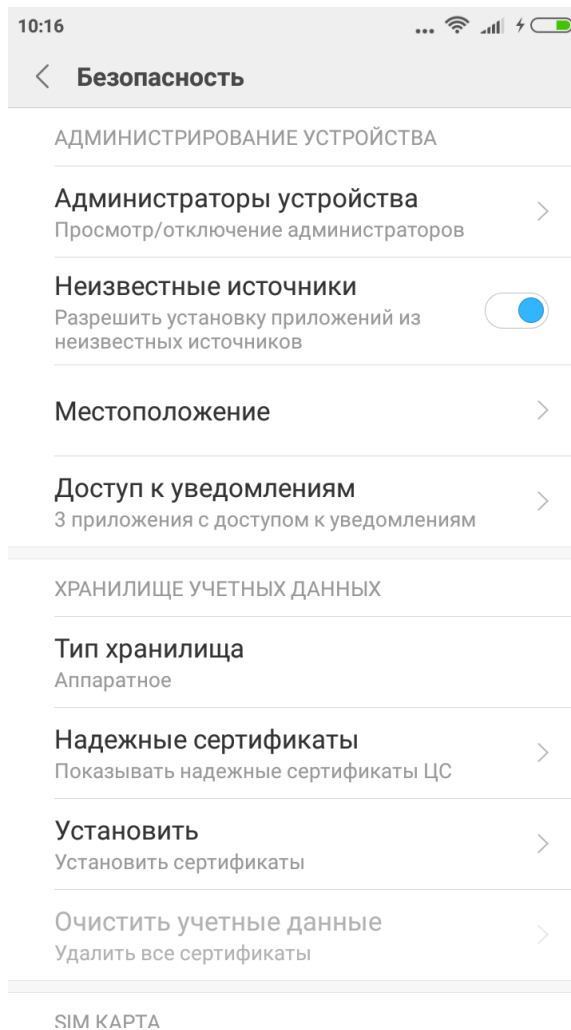 10:16
Безопасность
АДМИНИСТРИРОВАНИЕ УСТРОЙСТВА
Администраторы устройства
Просмотр/отключение администраторов
Неизвестные источники
Разрешить установку приложений из
неизвестных источников
Местоположение
Доступ к уведомлениям
3 приложения с доступом к уведомлениям
ХРАНИЛИЩЕ УЧЕТНЫХ ДАННЫХ
Тип хранилища
Аппаратное
Надежные сертификаты
Показывать надежные сертификаты ЦС
Установить
Установить сертификаты
Очистить учетные данные
Удалить все сертификаты
SIM КАРТА